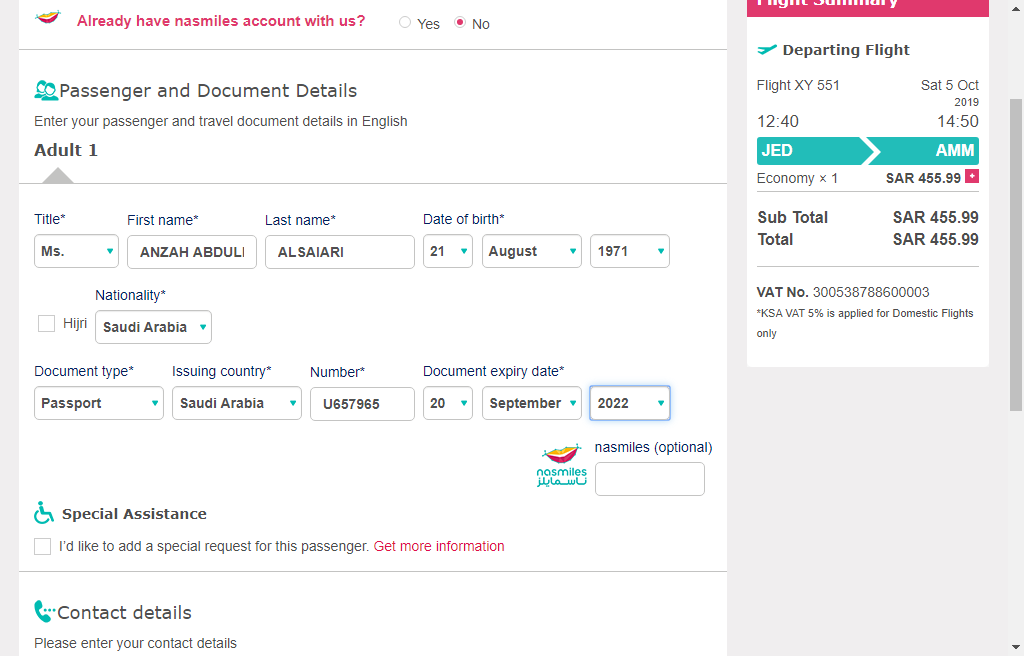 Already have nasmiles account with us?
Yes
No
Passenger and Document Details
Enter your passenger and travel document details in English
Adult 1
Title*
First name*
Last name*
Date of birth*
Ms.
ANZAH ABDULI
ALSAIARI
21
August
1971
Nationality*
Hijri
Saudi Arabia
Document type*
Issuing country*
Number*
Document expiry date*
Passport
Saudi Arabia
U657965
20
September
2022
nasmiles (optional)
nasmiles
ناسمايلز
Special Assistance
I'd like to add a special request for this passenger. Get more information
Contact details
Please enter your contact details
Flight Summary
Departing Flight
Flight XY 551
Sat 5 Oct
2019
12:40
14:50
JED
AMM
Economy × 1
SAR 455.99 +
Sub Total
SAR 455.99
Total
SAR 455.99
VAT No. 300538788600003
*KSA VAT 5% is applied for Domestic Flights
only